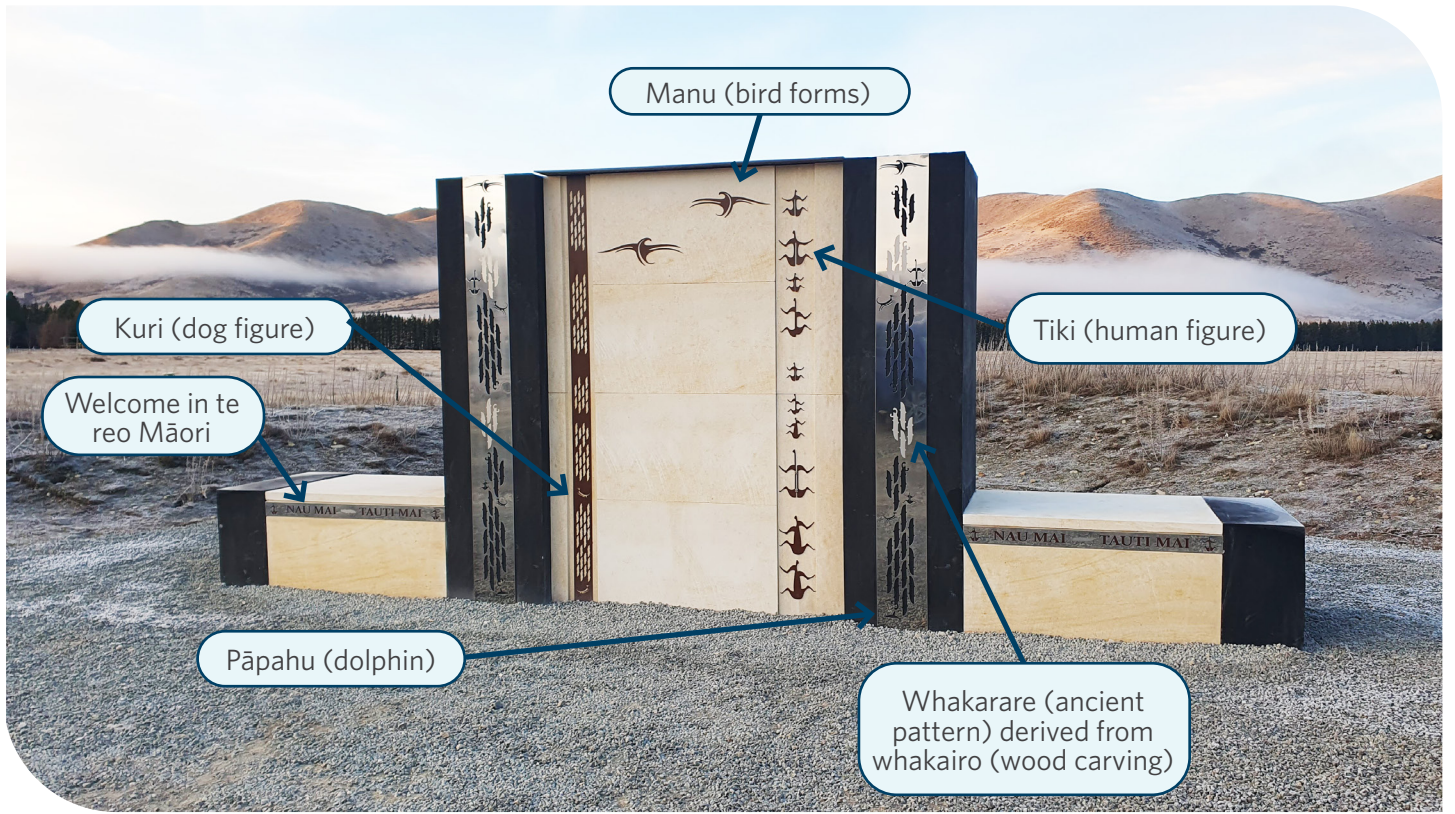 Manu (bird forms)
Kuri (dog figure)
Tiki (human figure)
Welcome in te
reo Māori
NAU MAI TAUTI MAI
NAU MAI TAUTI MAI
Pāpahu (dolphin)
Whakarare (ancient
pattern) derived from
whakairo (wood carving)